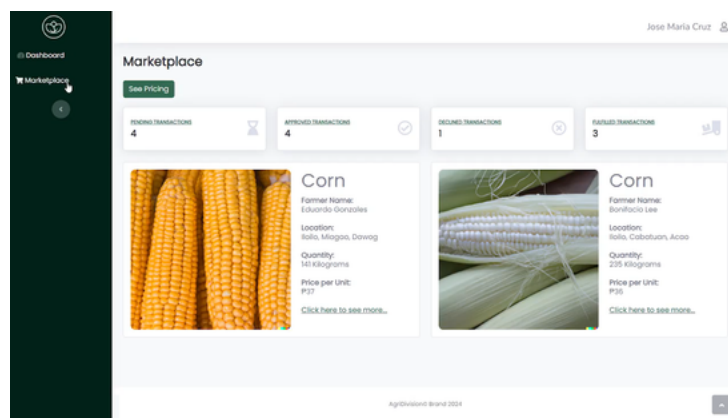 Jose Maria Cruz
Dashboard
Marketplace
Marketplace
See Pricing
PENDING TRANSACTIONS
4
APPROVED TRANSACTIONS
4
DECLINED TRANSACTIONS
1
FULFILLED TRANSACTIONS
3
Corn
Farmer Name:
Eduardo Gonzales
Location:
Iloilo, Miagao, Dawog
Quantity:
141 Kilograms
Price per Unit:
₱37
Click here to see more...
Corn
Farmer Name:
Bonifacio Lee
Location:
Iloilo, Cabatuan, Acao
Quantity:
235 Kilograms
Price per Unit:
₱36
Click here to see more...
AgriDivision© Brand 2024